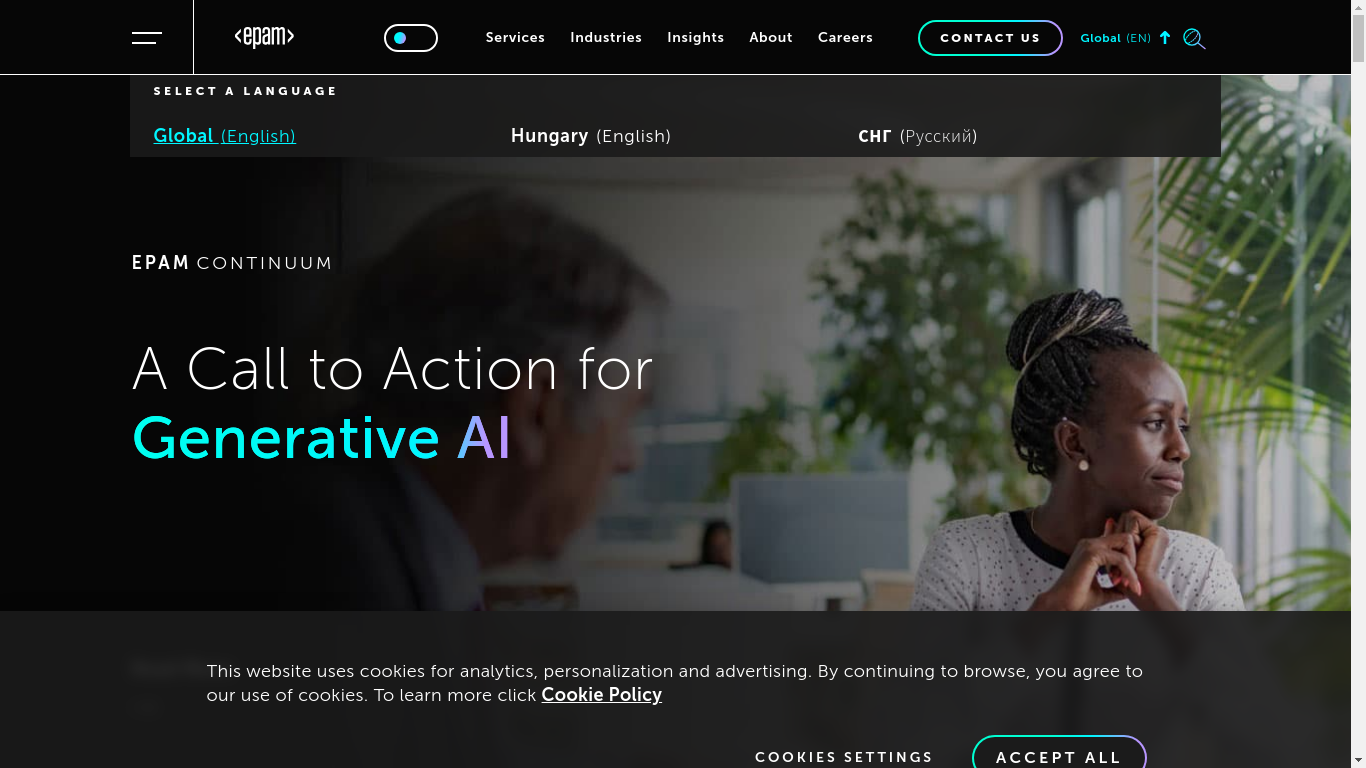 <epam>
Services
Industries
Insights
About
Careers
CONTACT US
Global (EN)
SELECT A LANGUAGE
Global (English)
Hungary (English)
СНГ (Русский)
EPAM CONTINUUM
A Call to Action for
Generative AI
This website uses cookies for analytics, personalization and advertising. By continuing to browse, you agree to
our use of cookies. To learn more click Cookie Policy
COOKIES SETTINGS
ACCEPT ALL